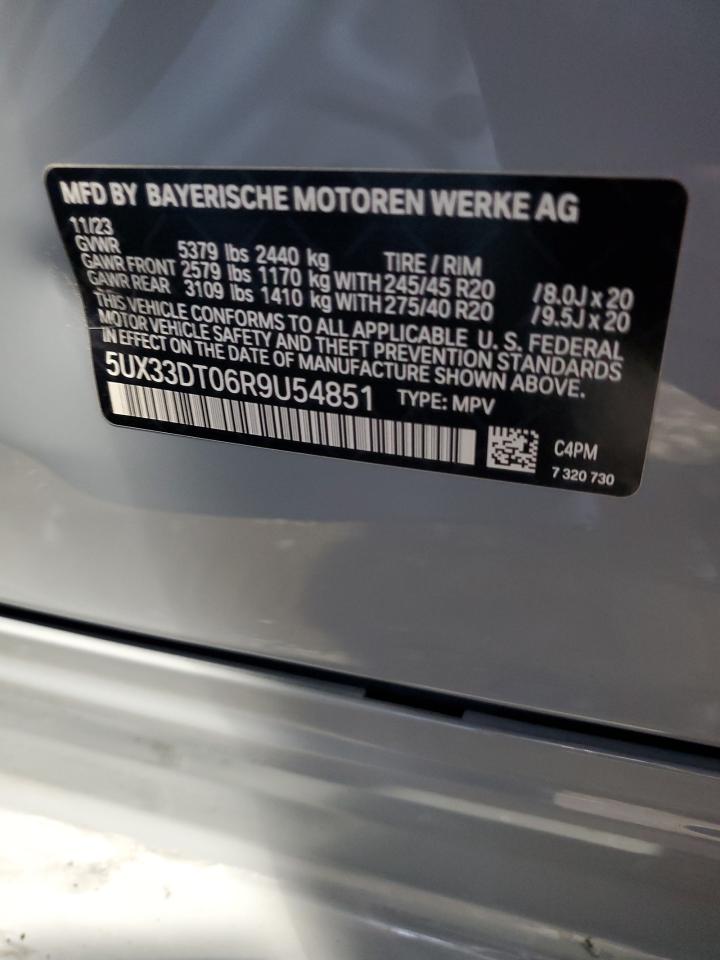 MFD BY BAYERISCHE MOTOREN WERKE AG
11/23
GVWR 5379 lbs 2440 kg TIRE / RIM
GAWR FRONT 2579 lbs 1170 kg WITH 245/45 R20 /8.0J x 20
GAWR REAR 3109 lbs 1410 kg WITH 275/40 R20 /9.5J x 20
THIS VEHICLE CONFORMS TO ALL APPLICABLE U. S. FEDERAL
MOTOR VEHICLE SAFETY AND THEFT PREVENTION STANDARDS
IN EFFECT ON THE DATE OF MANUFACTURE SHOWN ABOVE.
5UX33DT06R9U54851 TYPE: MPV
C4PM
7 320 730